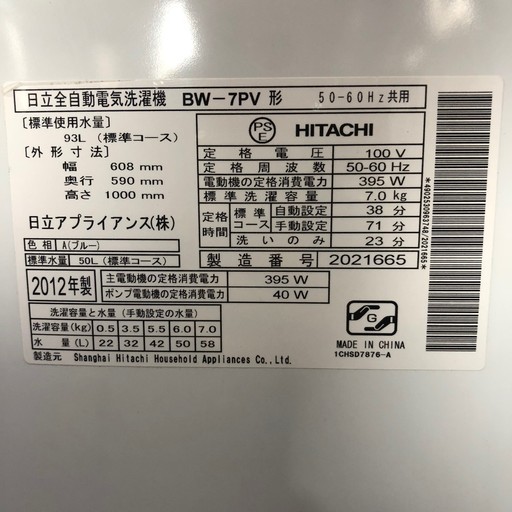 日立全自動電気洗濯機 BW-7PV 形 50-60Hz共用
[標準使用水量]
93L (標準コース)
[外形寸法]
幅 608 mm
奥行 590 mm
高さ 1000 mm
日立アプライアンス(株)
色相 A(ブルー)
標準水量 50L (標準コース)
PS E HITACHI
定格電圧 100 V
定格周波数 50-60 Hz
電動機の定格消費電力 395 W
標準洗濯容量 7.0 kg
定格時間 標準コース 自動設定 38 分
手動設定 71 分
洗いのみ 23 分
製造番号 2021665
2012年製
主電動機の定格消費電力 395 W
ポンプ電動機の定格消費電力 40 W
洗濯容量と水量 (手動設定の水量)
洗濯容量(kg) 0.5 3.5 5.5 6.0 7.0
水量 (L) 22 32 42 50 58
製造元 Shanghai Hitachi Household Appliances Co., Ltd.
G
MADE IN CHINA
1CHSD7876-A
*4902530963748/2021665*